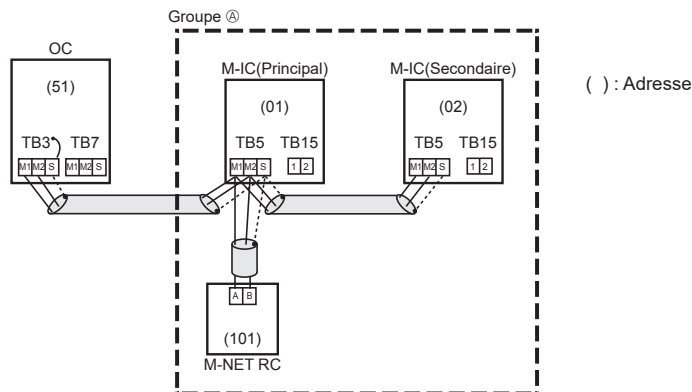 Groupe Ⓐ
OC
(51)
TB3 TB7
M1 M2 S M1 M2 S
M-IC(Principal)
(01)
TB5 TB15
M1 M2 S 1 2
M-IC(Secondaire)
(02)
TB5 TB15
M1 M2 S 1 2
( ) : Adresse
A B
(101)
M-NET RC